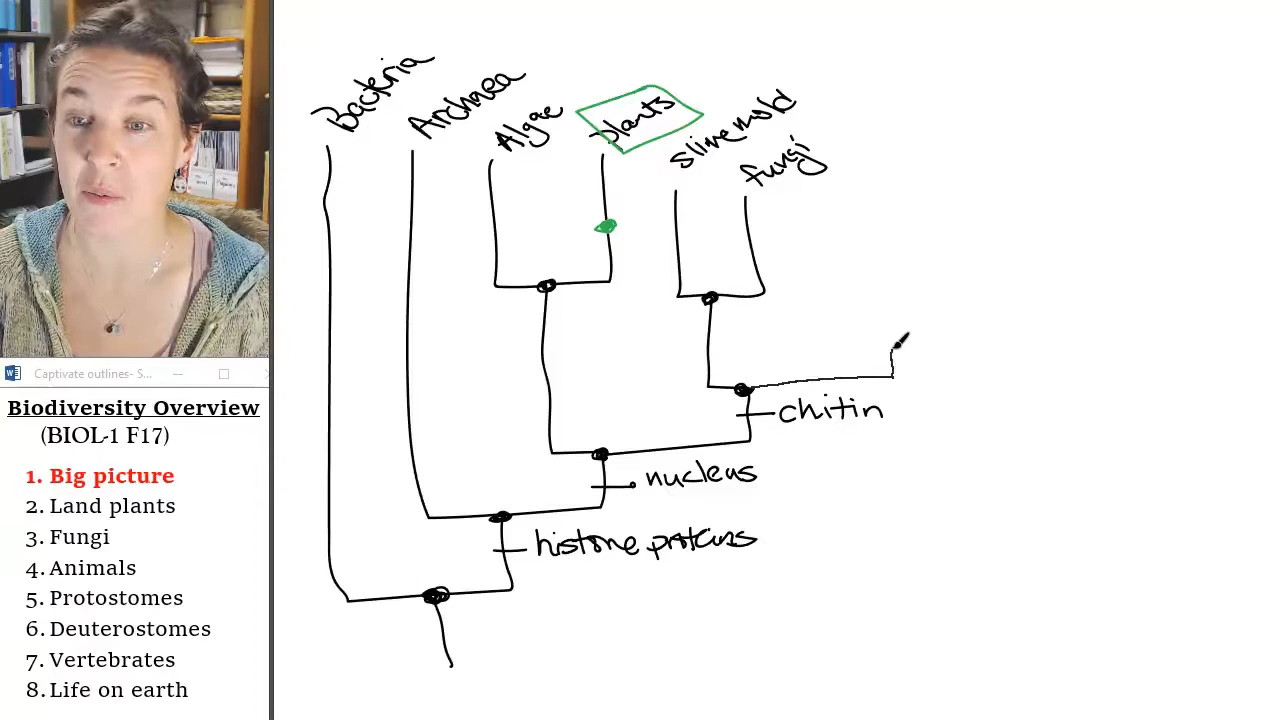 Bacteria
Archaea
Algae
plants
slime mold
fungi
chitin
nucleus
histone proteins
Captivate outlines- S...
Biodiversity Overview
(BIOL-1 F17)
1. Big picture
2. Land plants
3. Fungi
4. Animals
5. Protostomes
6. Deuterostomes
7. Vertebrates
8. Life on earth